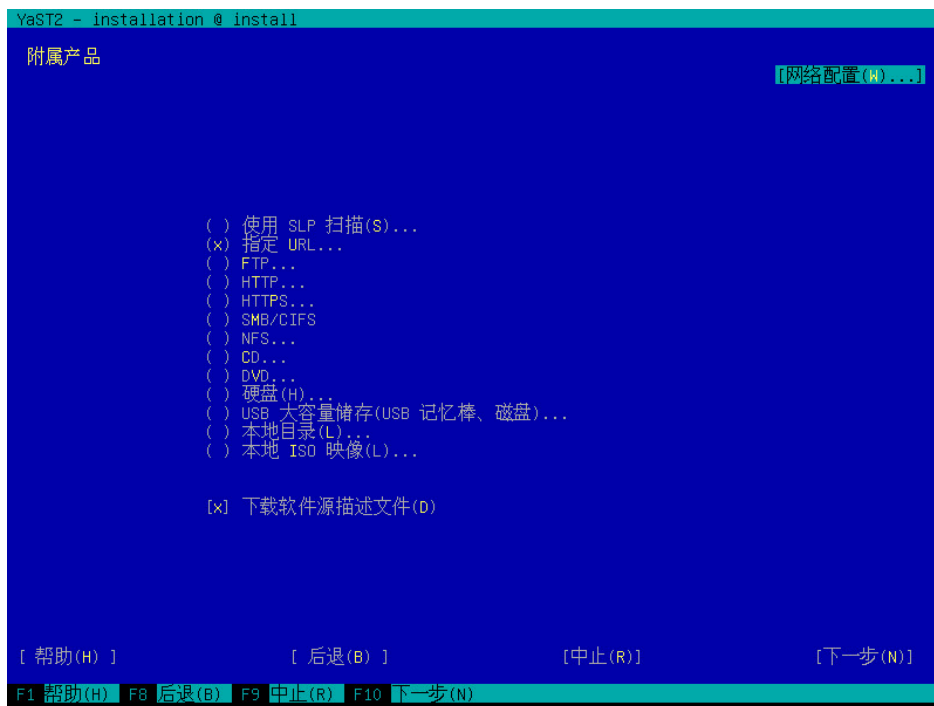 YaST2 - installation @ install
附属产品
[网络配置(W)...]
( ) 使用 SLP 扫描(S)...
(x) 指定 URL...
( ) FTP...
( ) HTTP...
( ) HTTPS...
( ) SMB/CIFS
( ) NFS...
( ) CD...
( ) DVD...
( ) 硬盘(H)...
( ) USB 大容量储存(USB 记忆棒、磁盘)...
( ) 本地目录(L)...
( ) 本地 ISO 映像(L)...
[x] 下载软件源描述文件(D)
[ 帮助(H) ] [ 后退(B) ] [中止(R)] [下一步(N)]
F1 帮助(H) F8 后退(B) F9 中止(R) F10 下一步(N)